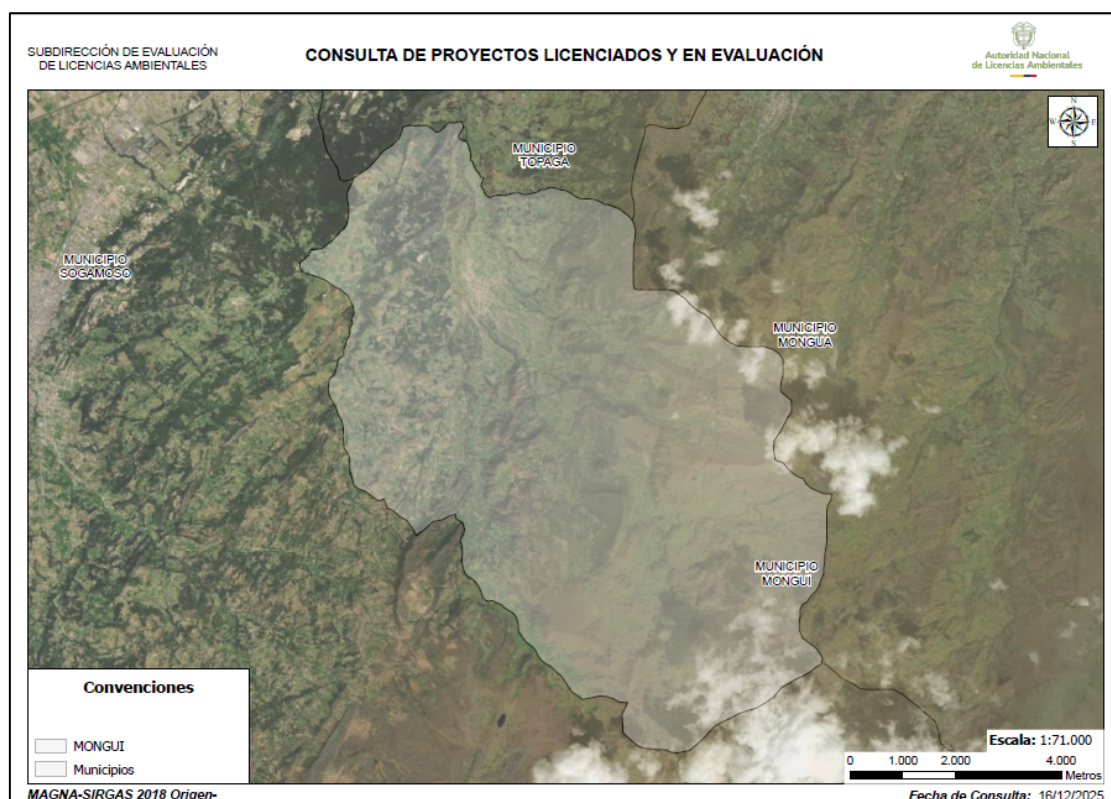 SUBDIRECCIÓN DE EVALUACIÓN
DE LICENCIAS AMBIENTALES
CONSULTA DE PROYECTOS LICENCIADOS Y EN EVALUACIÓN
Autoridad Nacional
de Licencias Ambientales
N
W E
S
MUNICIPIO
TOPAGA
MUNICIPIO
SOGAMOSO
MUNICIPIO
MONGUA
MUNICIPIO
MONGUI
Convenciones
MONGUI
Municipios
Escala: 1:71.000
0 1.000 2.000 4.000
Metros
MAGNA-SIRGAS 2018 Origen-
Fecha de Consulta: 16/12/2025